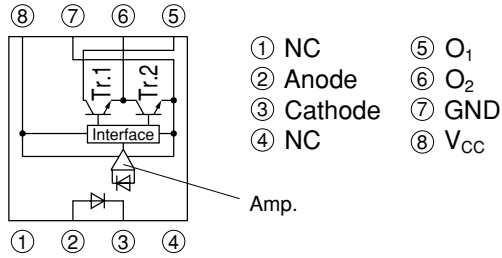 ⑧ ⑦ ⑥ ⑤
Tr.1
Tr.2
Interface
Amp.
① ② ③ ④
① NC
② Anode
③ Cathode
④ NC
⑤ O₁
⑥ O₂
⑦ GND
⑧ V_CC